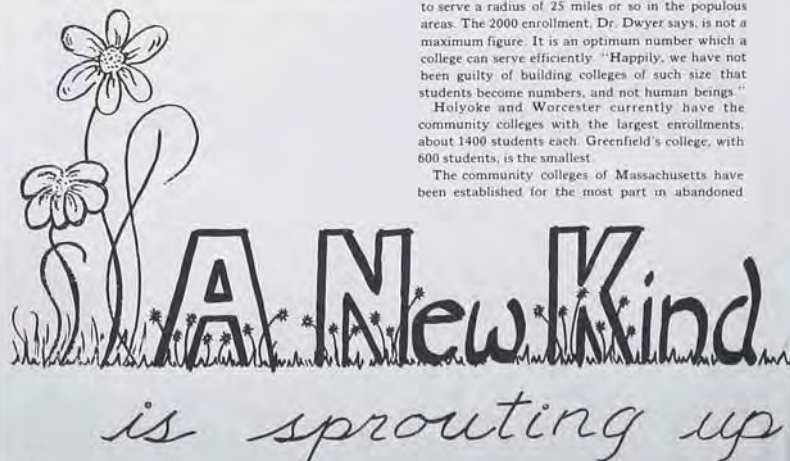 to serve a radius of 25 miles or so in the populous
areas. The 2000 enrollment, Dr. Dwyer says, is not a
maximum figure. It is an optimum number which a
college can serve efficiently "Happily, we have not
been guilty of building colleges of such size that
students become numbers, and not human beings."
Holyoke and Worcester currently have the
community colleges with the largest enrollments,
about 1400 students each. Greenfield's college, with
600 students, is the smallest.
The community colleges of Massachusetts have
been established for the most part in abandoned
A New Kind
is sprouting up